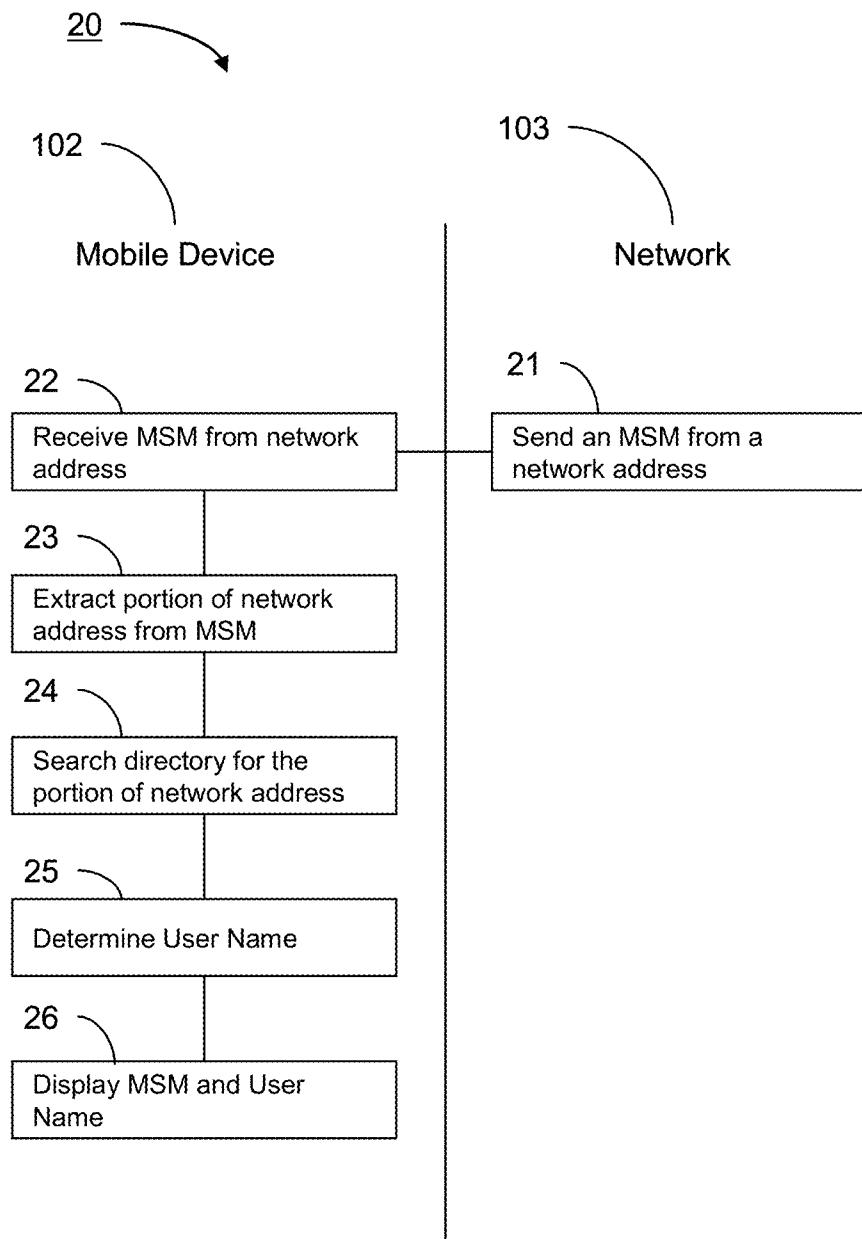 20
102
103
Mobile Device
Network
22
21
Receive MSM from network
address
Send an MSM from a
network address
23
Extract portion of network
address from MSM
24
Search directory for the
portion of network address
25
Determine User Name
26
Display MSM and User
Name